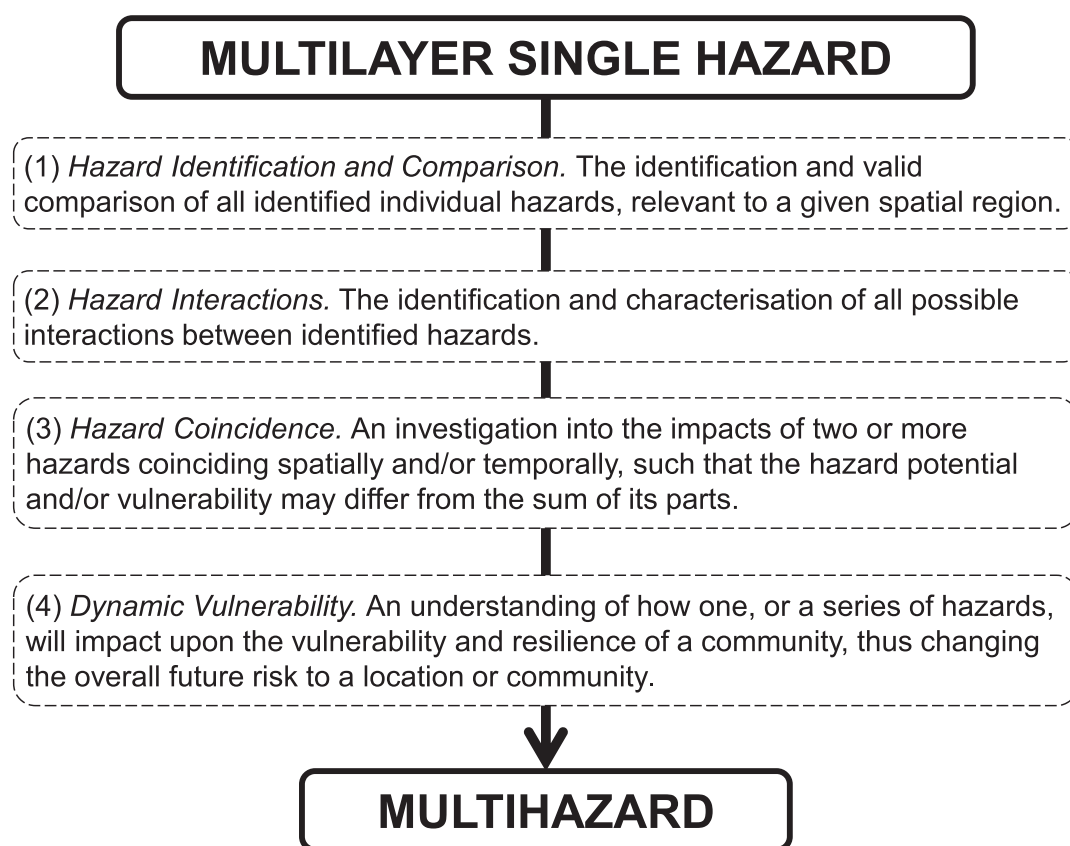 MULTILAYER SINGLE HAZARD
(1) Hazard Identification and Comparison. The identification and valid
comparison of all identified individual hazards, relevant to a given spatial region.
(2) Hazard Interactions. The identification and characterisation of all possible
interactions between identified hazards.
(3) Hazard Coincidence. An investigation into the impacts of two or more
hazards coinciding spatially and/or temporally, such that the hazard potential
and/or vulnerability may differ from the sum of its parts.
(4) Dynamic Vulnerability. An understanding of how one, or a series of hazards,
will impact upon the vulnerability and resilience of a community, thus changing
the overall future risk to a location or community.
MULTIHAZARD